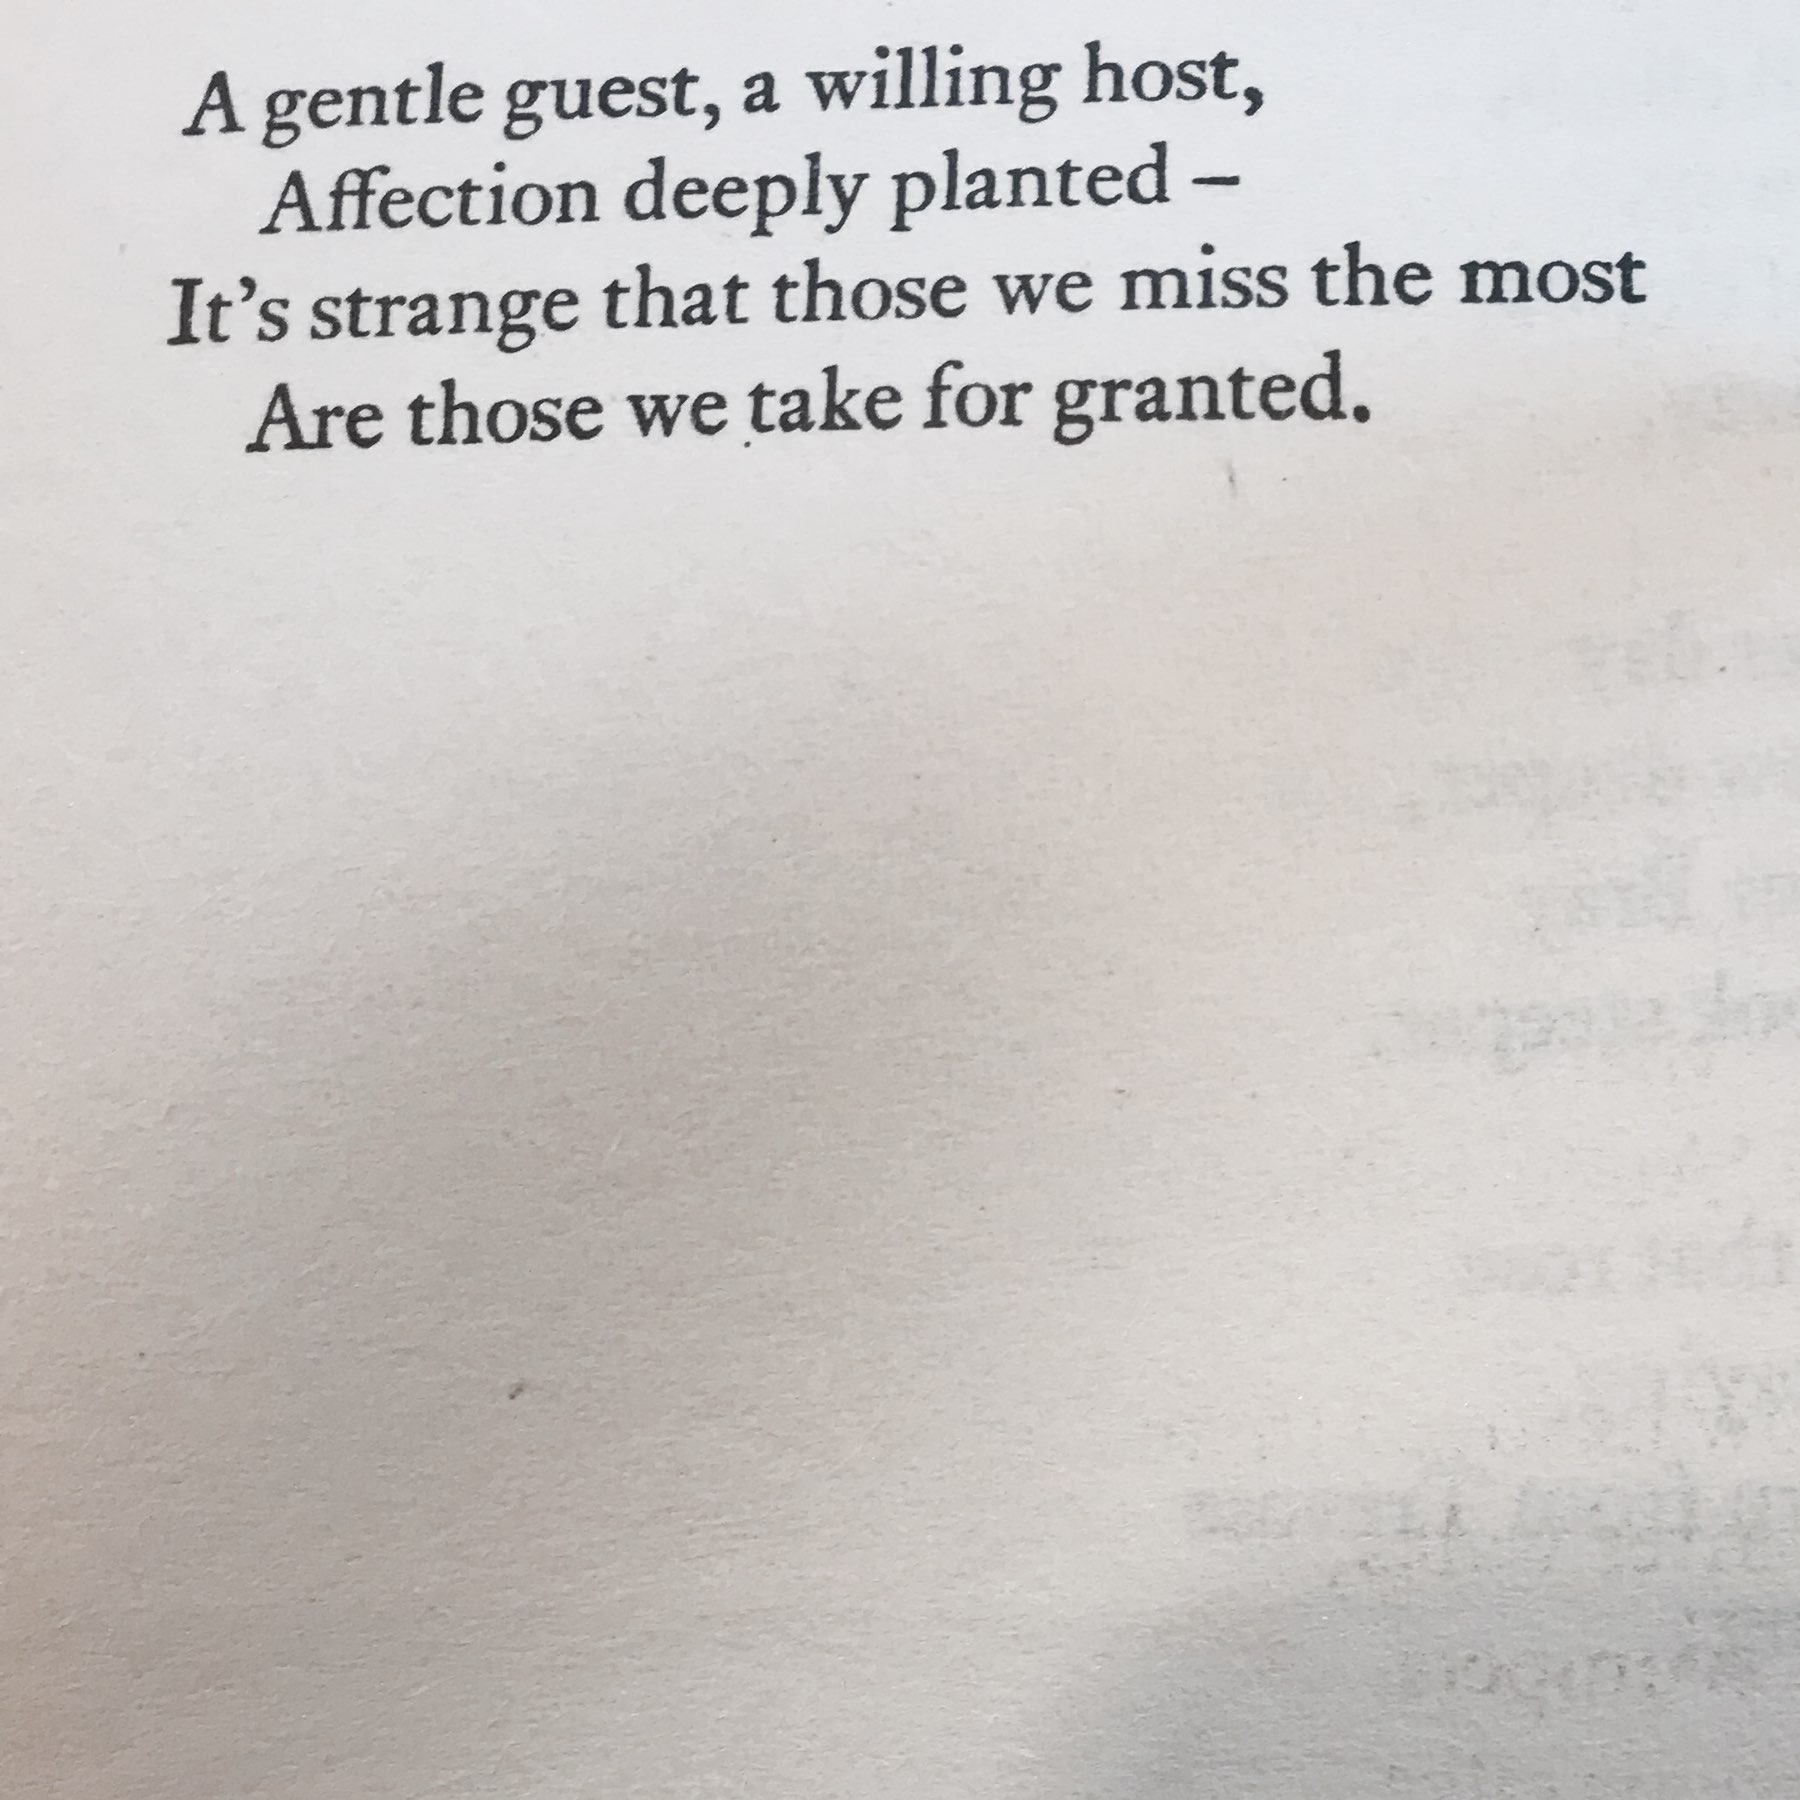 A gentle guest, a willing host,
Affection deeply planted –
It’s strange that those we miss the most
Are those we take for granted.